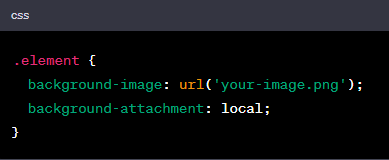 css
.element {
  background-image: url('your-image.png');
  background-attachment: local;
}